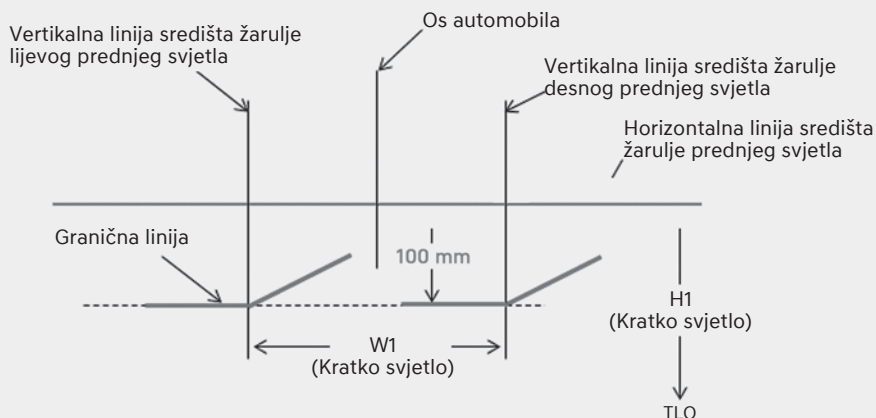 Vertikalna linija središta žarulje
lijevog prednjeg svjetla
Os automobila
Vertikalna linija središta žarulje
desnog prednjeg svjetla
Horizontalna linija središta
žarulje prednjeg svjetla
Granična linija
100 mm
H1
(Kratko svjetlo)
W1
(Kratko svjetlo)
TLO